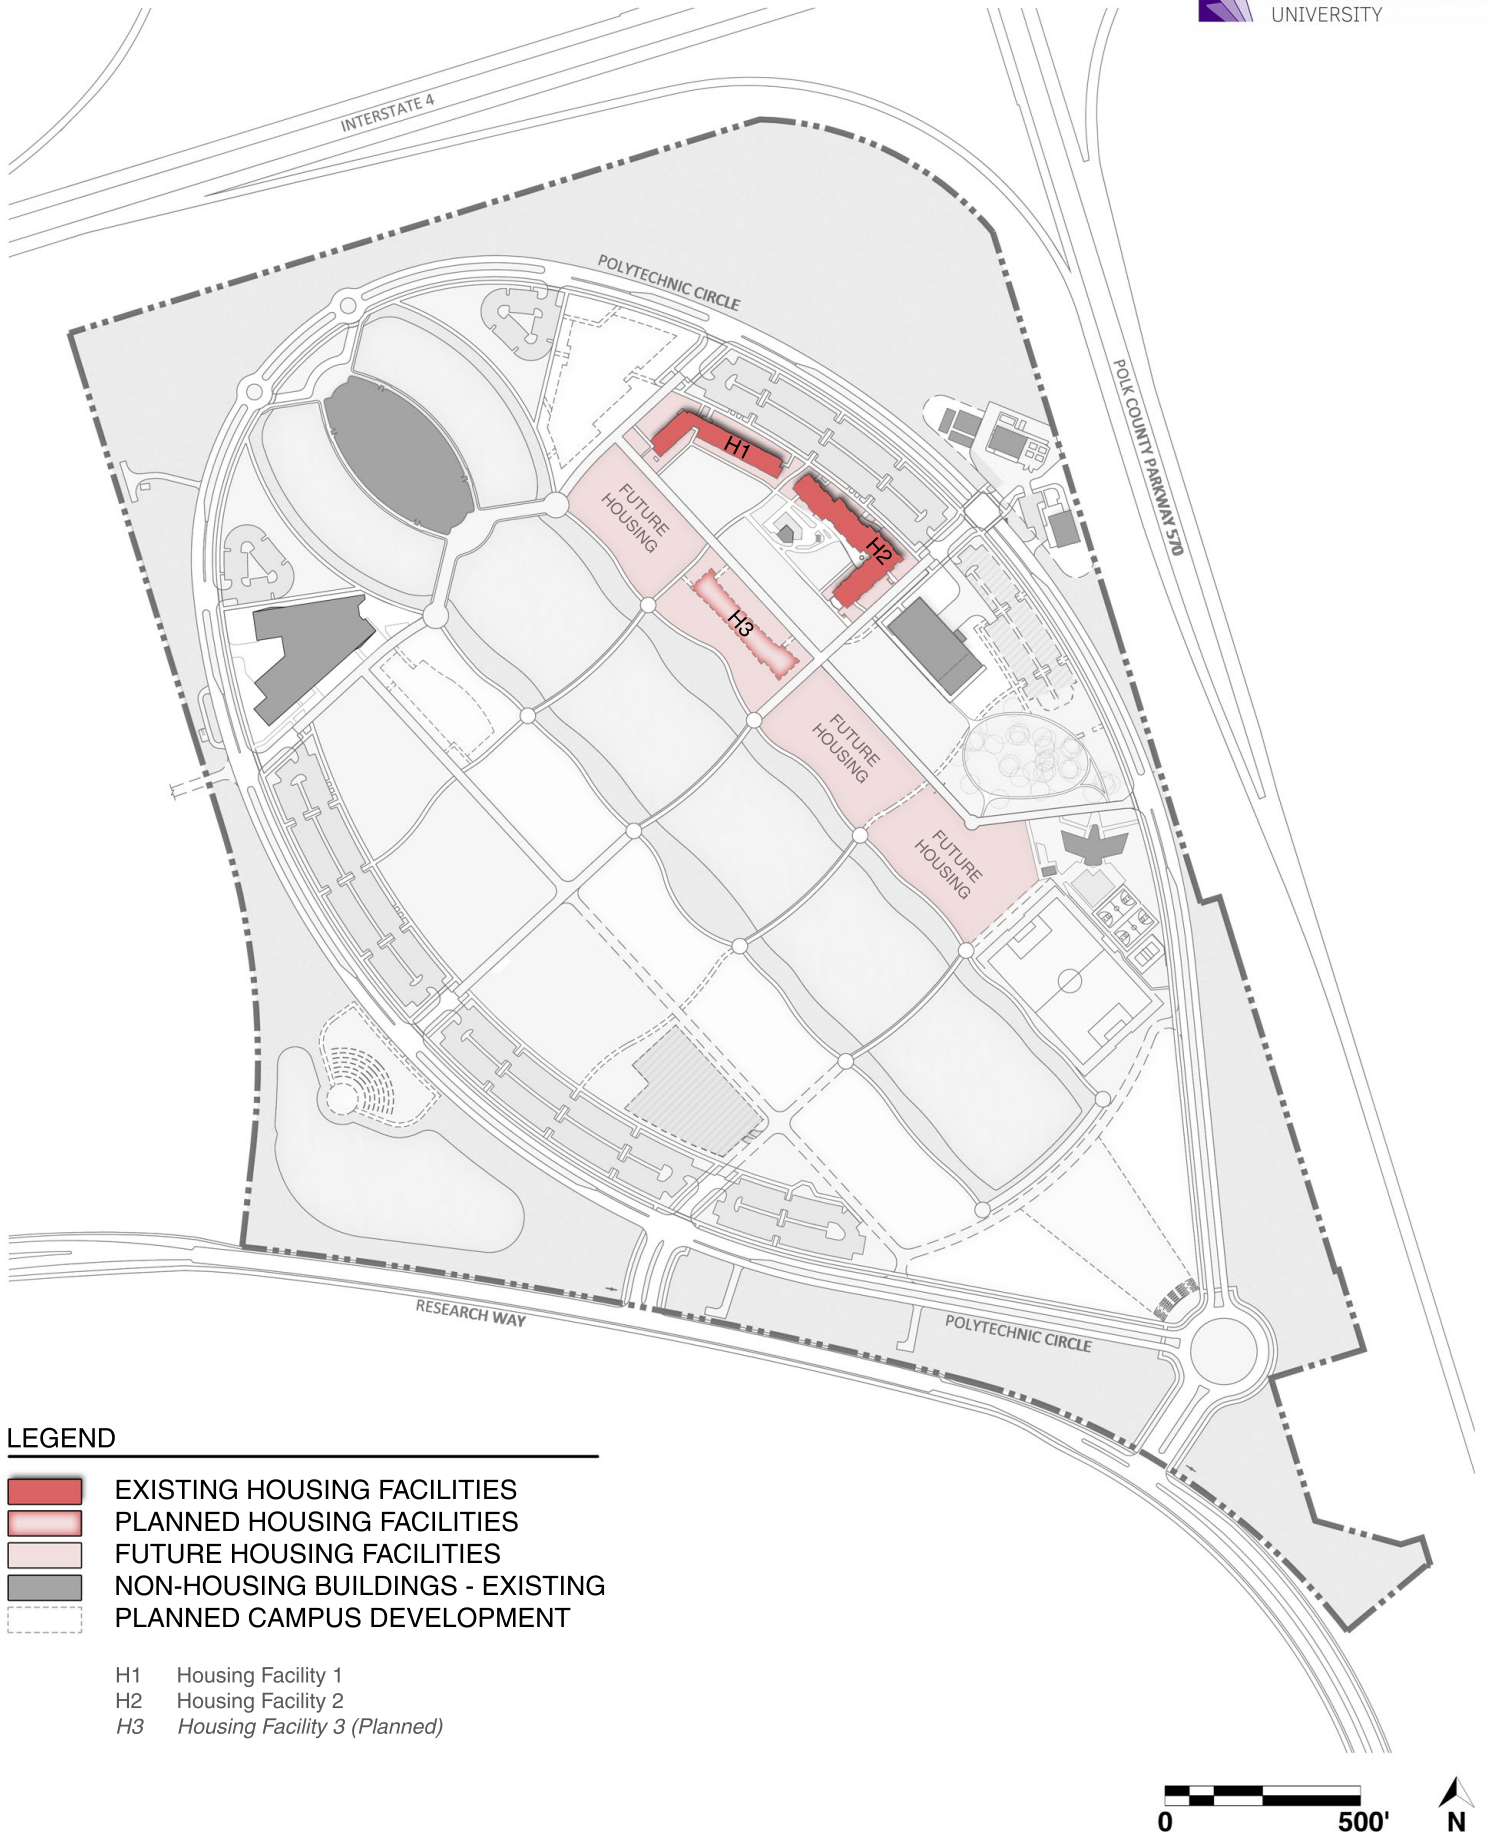 UNIVERSITY
INTERSTATE 4
POLYTECHNIC CIRCLE
POLK COUNTY PARKWAY 570
H1
FUTURE
HOUSING
H2
H3
FUTURE
HOUSING
FUTURE
HOUSING
RESEARCH WAY
POLYTECHNIC CIRCLE
LEGEND
EXISTING HOUSING FACILITIES
PLANNED HOUSING FACILITIES
FUTURE HOUSING FACILITIES
NON-HOUSING BUILDINGS - EXISTING
PLANNED CAMPUS DEVELOPMENT
H1 Housing Facility 1
H2 Housing Facility 2
H3 Housing Facility 3 (Planned)
0 500' N